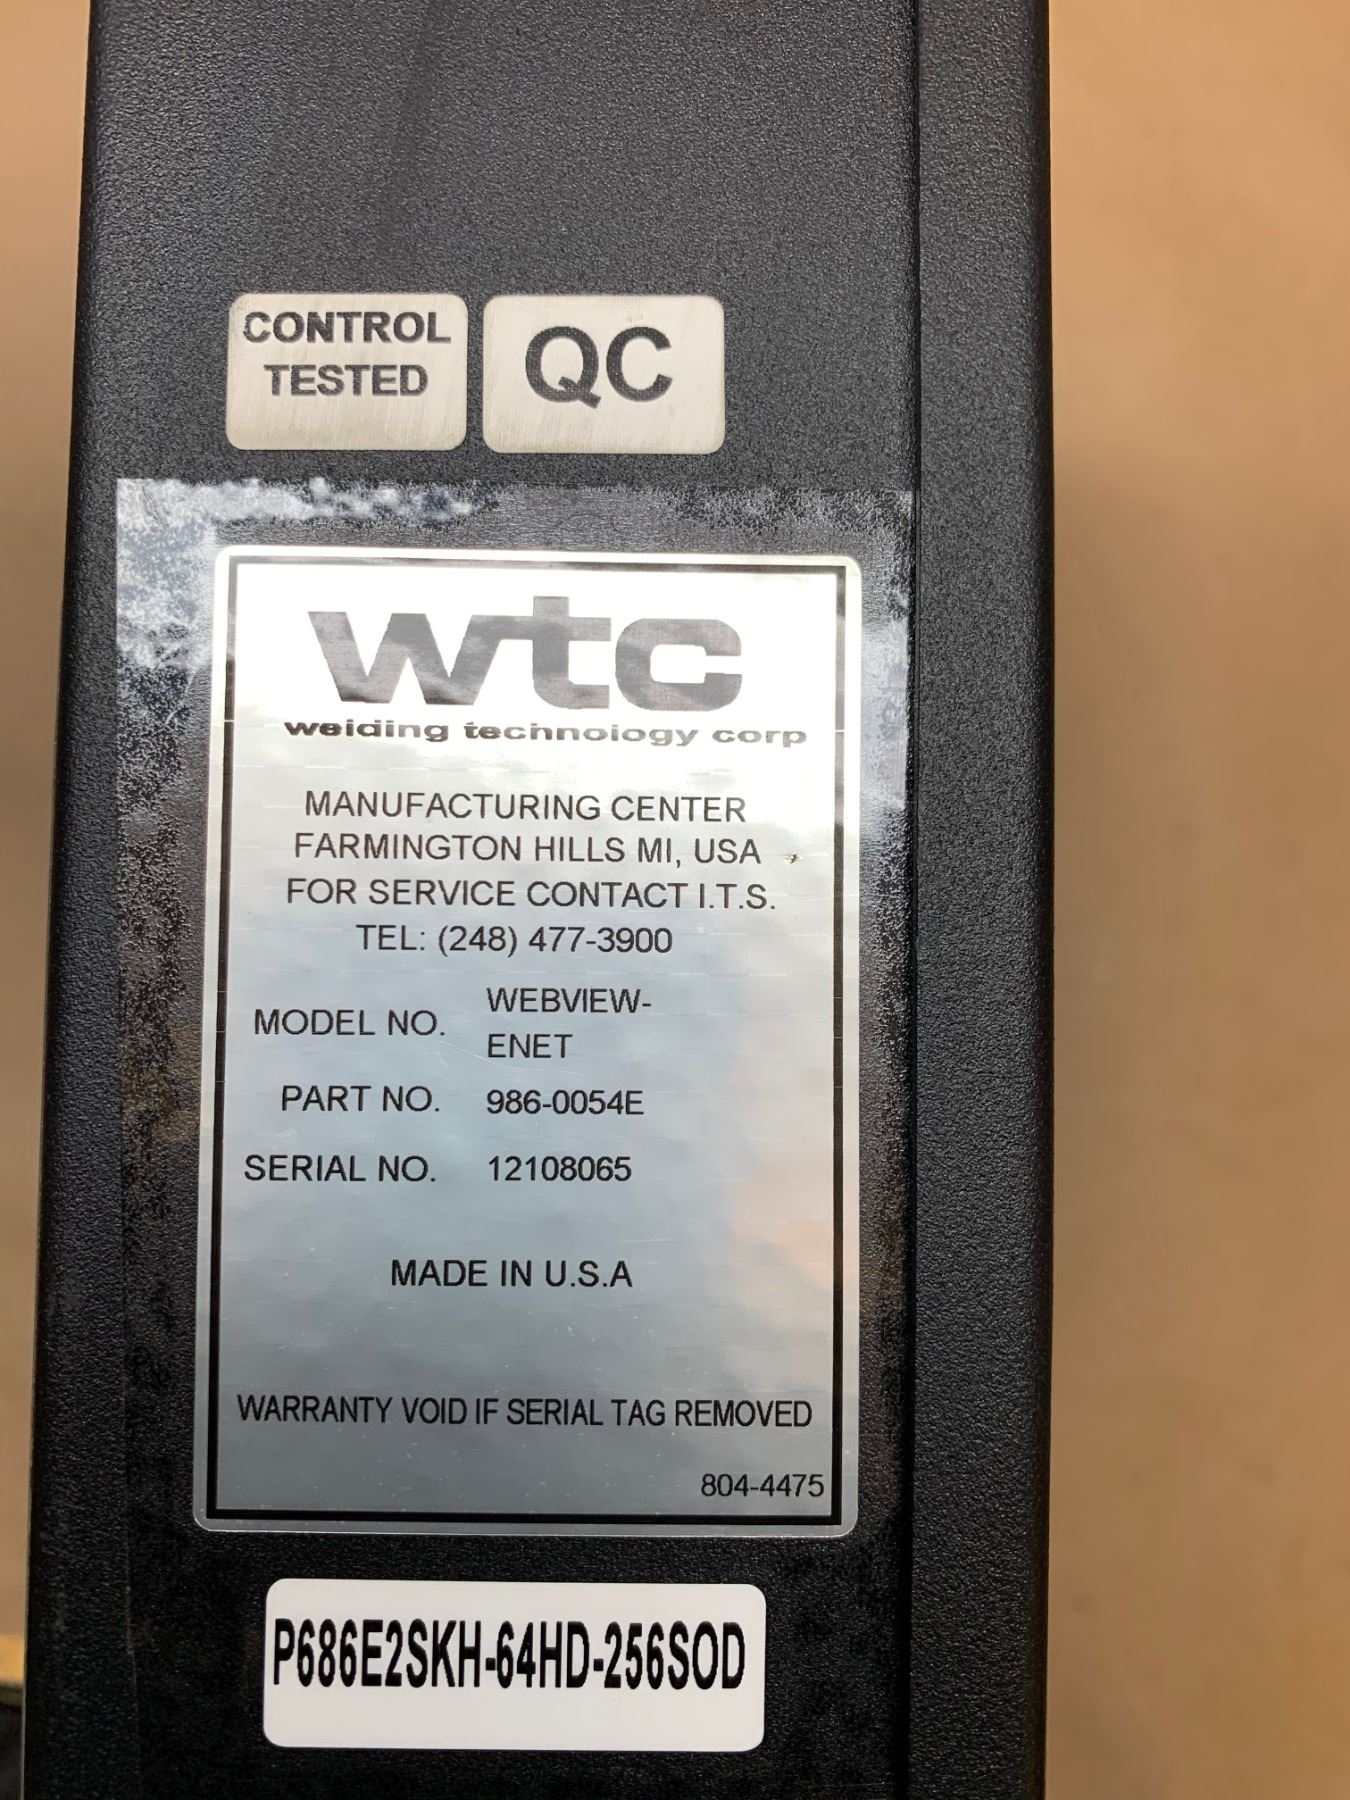 CONTROL
TESTED
QC
wtc
welding technology corp
MANUFACTURING CENTER
FARMINGTON HILLS MI, USA
FOR SERVICE CONTACT I.T.S.
TEL: (248) 477-3900
MODEL NO. WEBVIEW-
ENET
PART NO. 986-0054E
SERIAL NO. 12108065
MADE IN U.S.A
WARRANTY VOID IF SERIAL TAG REMOVED
804-4475
P686E2SKH-64HD-256SOD